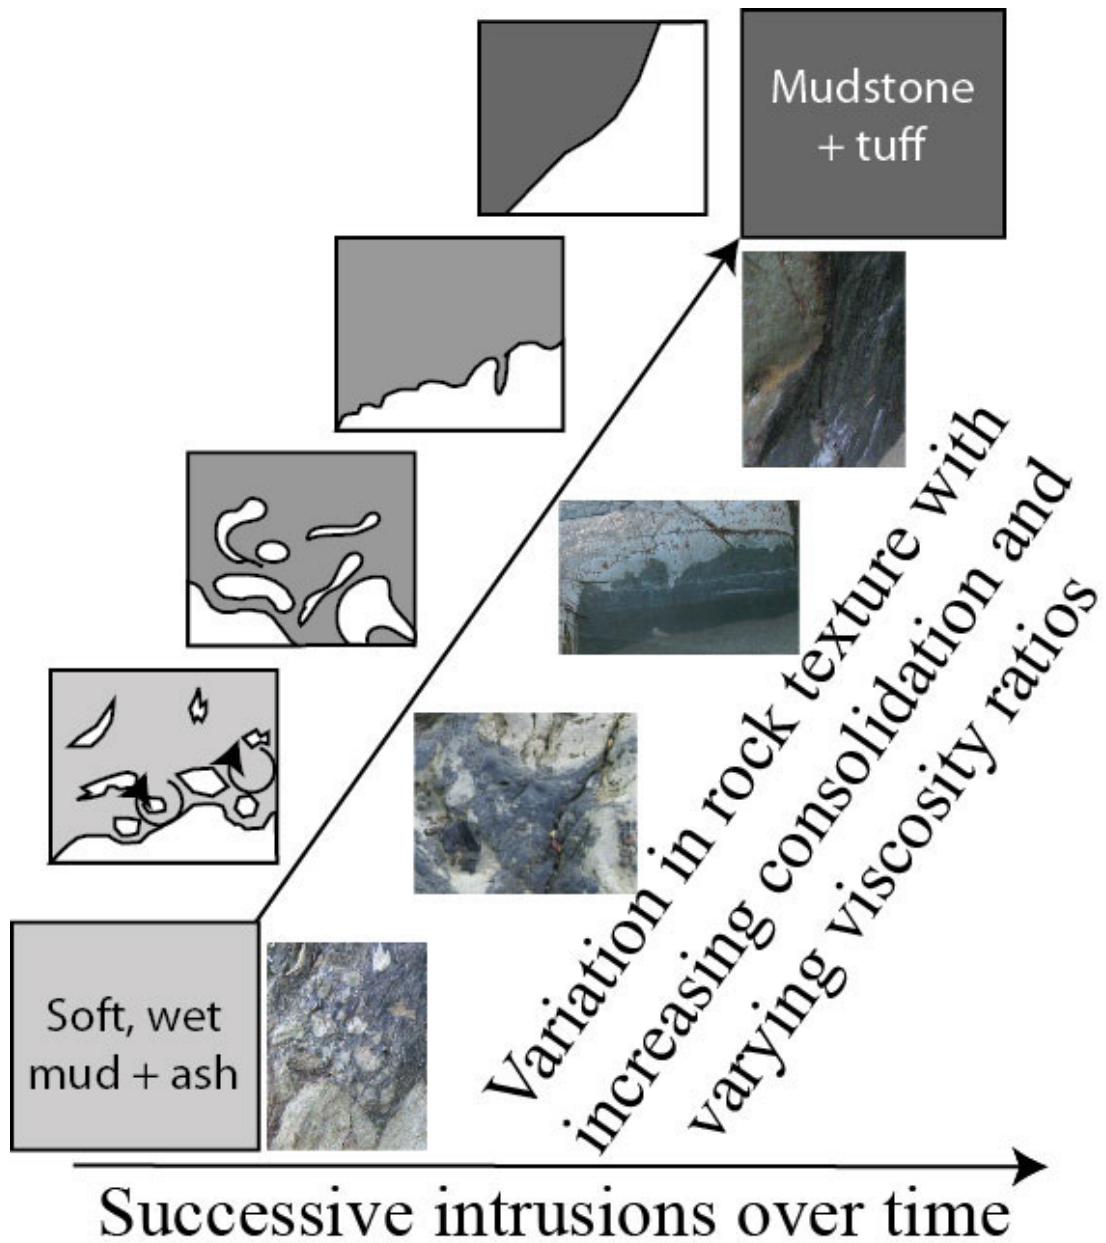 Mudstone
+ tuff
Variation in rock texture with
increasing consolidation and
varying viscosity ratios
Soft, wet
mud + ash
Successive intrusions over time